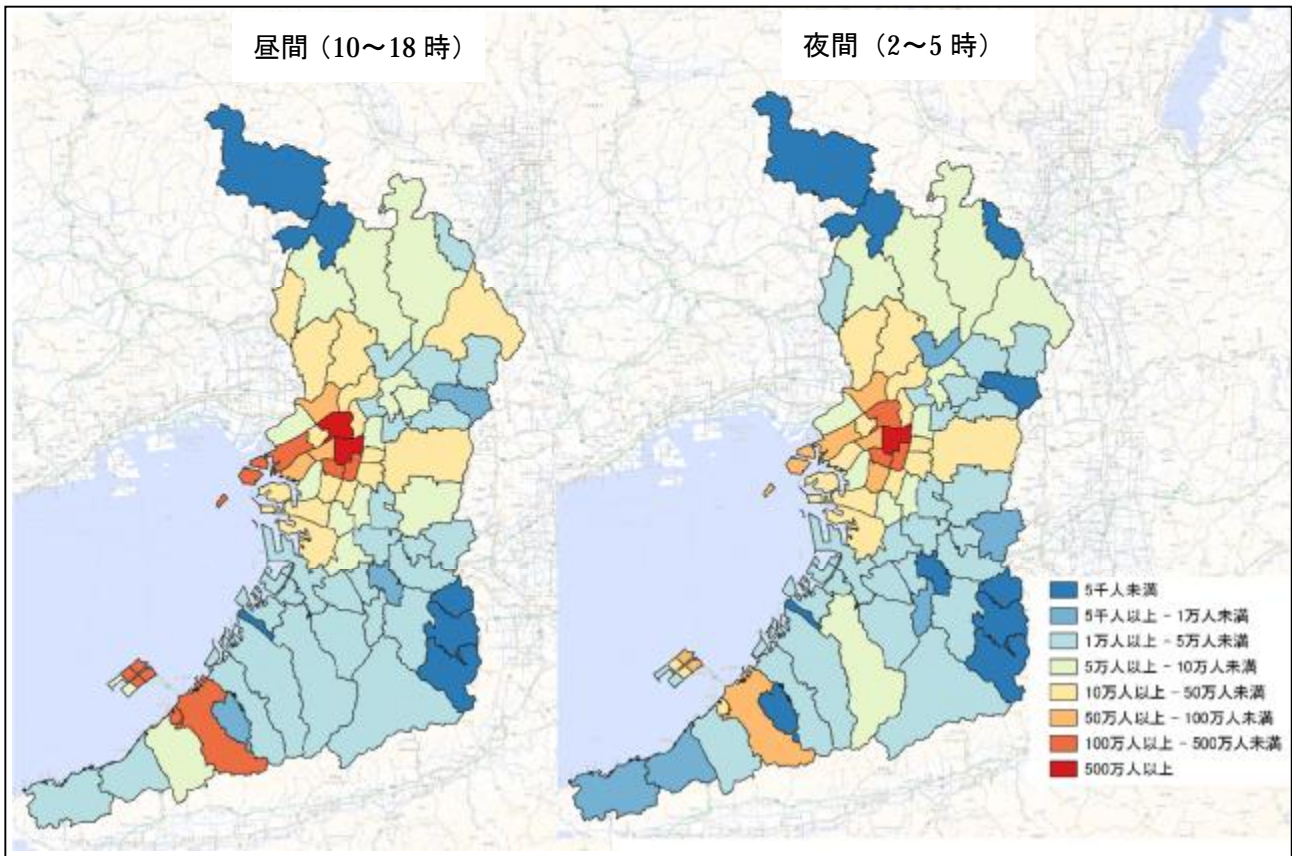 昼間（10～18 時）
夜間（2～5 時）
5千人未満
5千人以上 - 1万人未満
1万人以上 - 5万人未満
5万人以上 - 10万人未満
10万人以上 - 50万人未満
50万人以上 - 100万人未満
100万人以上 - 500万人未満
500万人以上